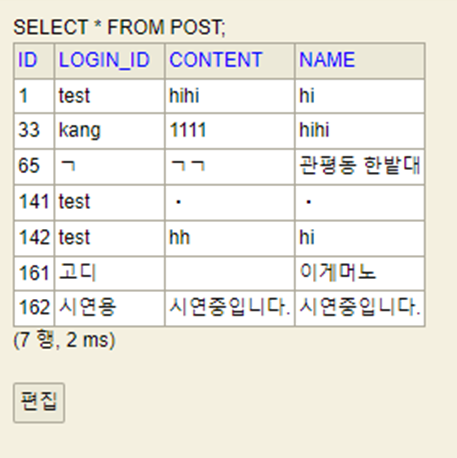 SELECT * FROM POST;
ID LOGIN_ID CONTENT NAME
1 test hihi hi
33 kang 1111 hihi
65 ㄱ ㄱㄱ 관평동 한밭대
141 test · ·
142 test hh hi
161 고디 이게머노
162 시연용 시연중입니다. 시연중입니다.
(7 행, 2 ms)
편집